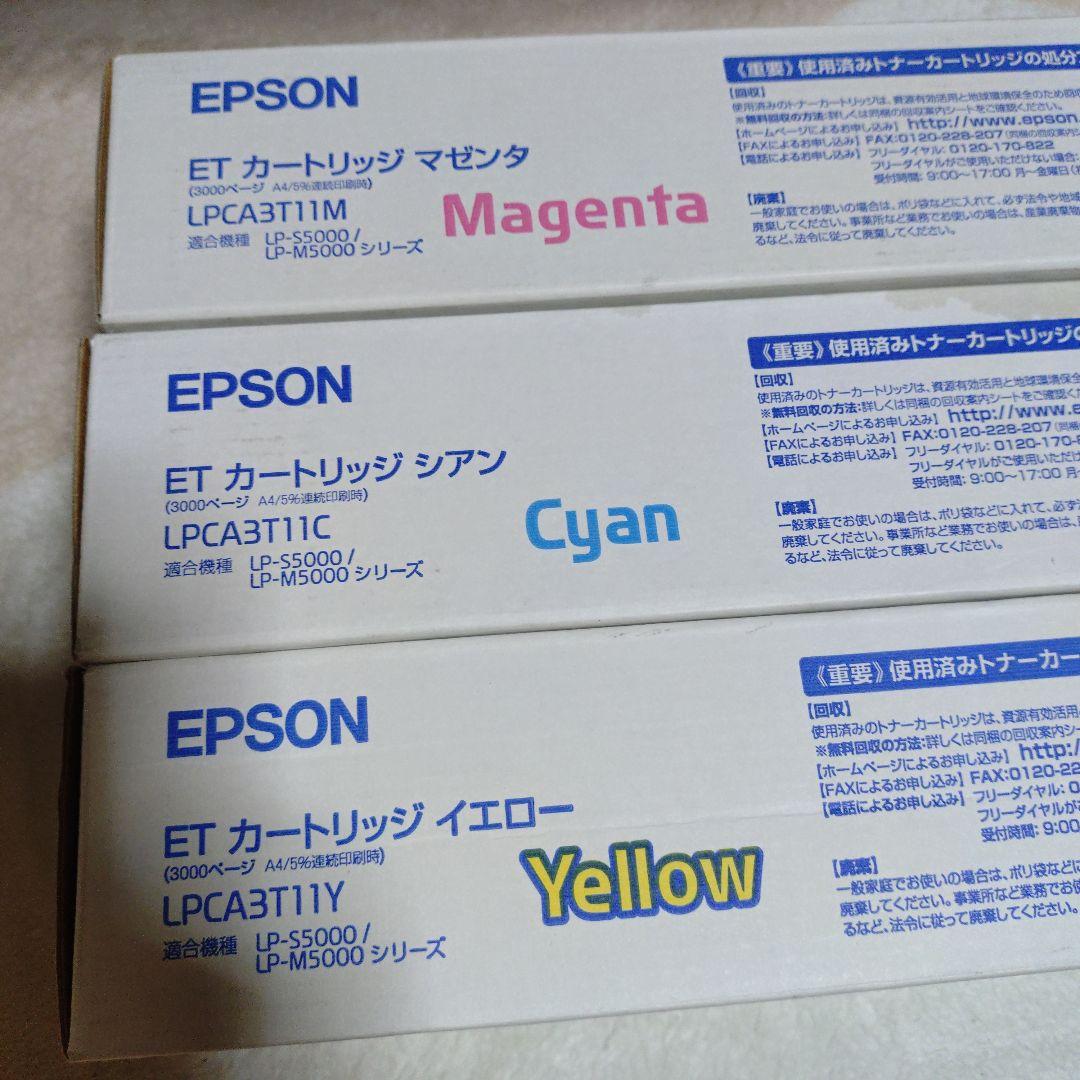 EPSON
ET カートリッジ マゼンタ
(3000ページ A4/5%連続印刷時)
LPCA3T11M
適合機種 LP-S5000 /
LP-M5000 シリーズ
Magenta
《重要》使用済みトナーカートリッジの処分
【回収】
使用済みのトナーカートリッジは、資源有効活用と地球環境保全のため回収
※無料回収の方法:詳しくは同梱の回収案内シートをご確認ください。
【ホームページによるお申し込み】 http://www.epson.
【FAXによるお申し込み】 FAX:0120-228-207 (同梱の回収案内シ
【電話によるお申し込み】 フリーダイヤル: 0120-170-822
フリーダイヤルがご使用いただけない場合:
受付時間: 9:00〜17:00 月〜金曜日(
【廃棄】
一般家庭でお使いの場合は、ポリ袋などに入れて、必ず法令や地域
廃棄してください。事業所など業務でお使いの場合は、産業廃棄物
るなど、法令に従って廃棄してください。
EPSON
ET カートリッジ シアン
(3000ページ A4/5%連続印刷時)
LPCA3T11C
適合機種 LP-S5000 /
LP-M5000 シリーズ
Cyan
《重要》使用済みトナーカートリッジの
【回収】
使用済みのトナーカートリッジは、資源有効活用と地球環境保全
※無料回収の方法:詳しくは同梱の回収案内シートをご確認くだ
【ホームページによるお申し込み】 http://www.e
【FAXによるお申し込み】 FAX:0120-228-207 (同梱
【電話によるお申し込み】 フリーダイヤル: 0120-170-8
フリーダイヤルがご使用いただけ
受付時間: 9:00〜17:00 月
【廃棄】
一般家庭でお使いの場合は、ポリ袋などに入れて、必ず
廃棄してください。事業所など業務でお使いの場合は、
るなど、法令に従って廃棄してください。
EPSON
ET カートリッジ イエロー
(3000ページ A4/5%連続印刷時)
LPCA3T11Y
適合機種 LP-S5000 /
LP-M5000 シリーズ
Yellow
《重要》使用済みトナーカー
【回収】
使用済みのトナーカートリッジは、資源有効活用
※無料回収の方法:詳しくは同梱の回収案内シー
【ホームページによるお申し込み】 http:/
【FAXによるお申し込み】 FAX:0120-22
【電話によるお申し込み】 フリーダイヤル: 0
フリーダイヤルが
受付時間: 9:00
【廃棄】
一般家庭でお使いの場合は、ポリ袋などに
廃棄してください。事業所など業務でお使
るなど、法令に従って廃棄してください。